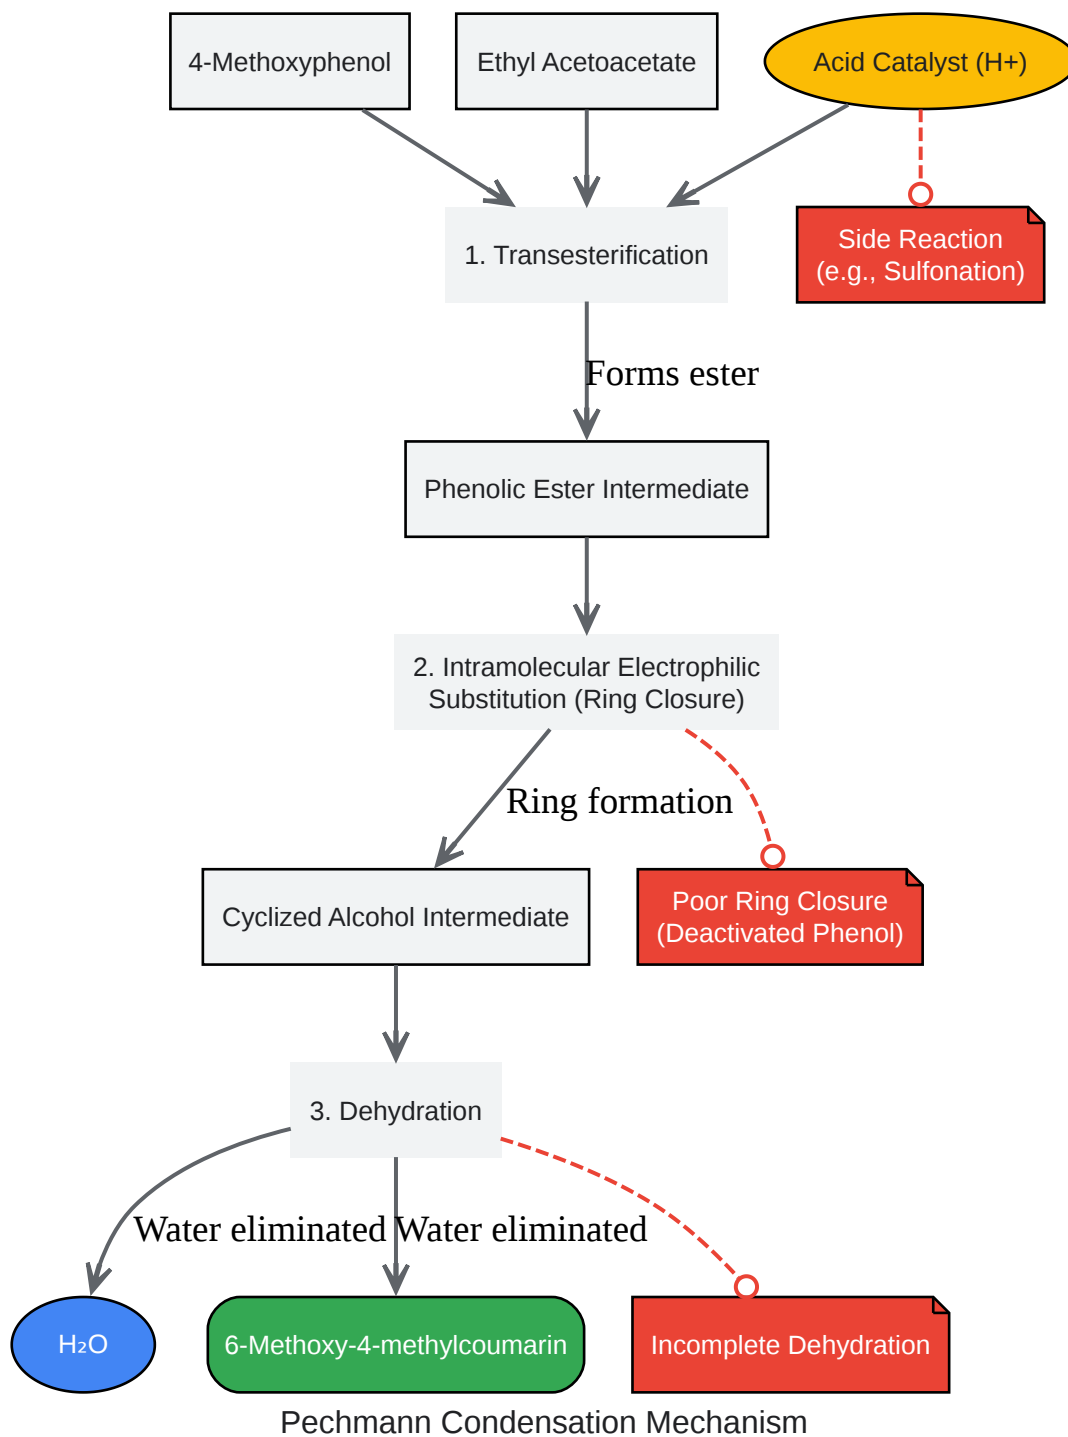 4-Methoxyphenol
Ethyl Acetoacetate
Acid Catalyst (H+)
1. Transesterification
Side Reaction
(e.g., Sulfonation)
Forms ester
Phenolic Ester Intermediate
2. Intramolecular Electrophilic
Substitution (Ring Closure)
Ring formation
Cyclized Alcohol Intermediate
Poor Ring Closure
(Deactivated Phenol)
3. Dehydration
Water eliminated
Water eliminated
H₂O
6-Methoxy-4-methylcoumarin
Incomplete Dehydration
Pechmann Condensation Mechanism